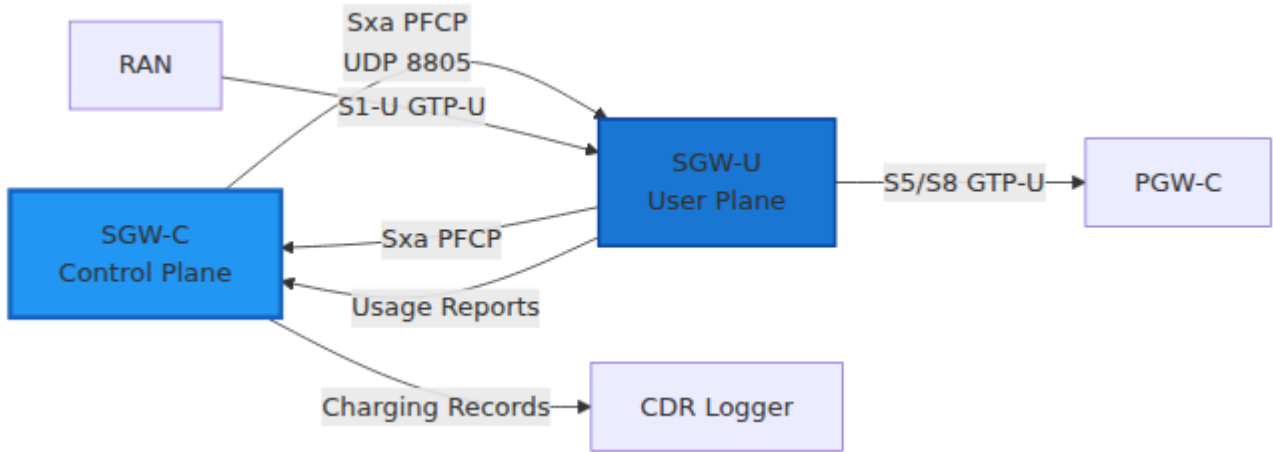 Sxa PFCP
UDP 8805
RAN
S1-U GTP-U
SGW-U
User Plane
S5/S8 GTP-U
PGW-C
SGW-C
Control Plane
Sxa PFCP
Usage Reports
Charging Records
CDR Logger